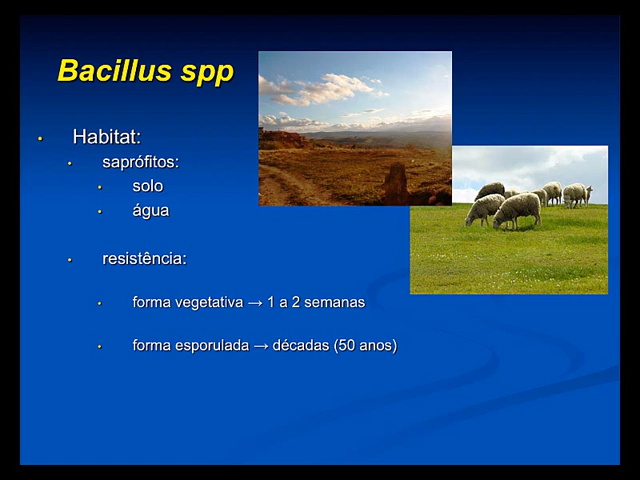 Bacillus spp
• Habitat:
• saprófitos:
• solo
• água
• resistência:
• forma vegetativa → 1 a 2 semanas
• forma esporulada → décadas (50 anos)